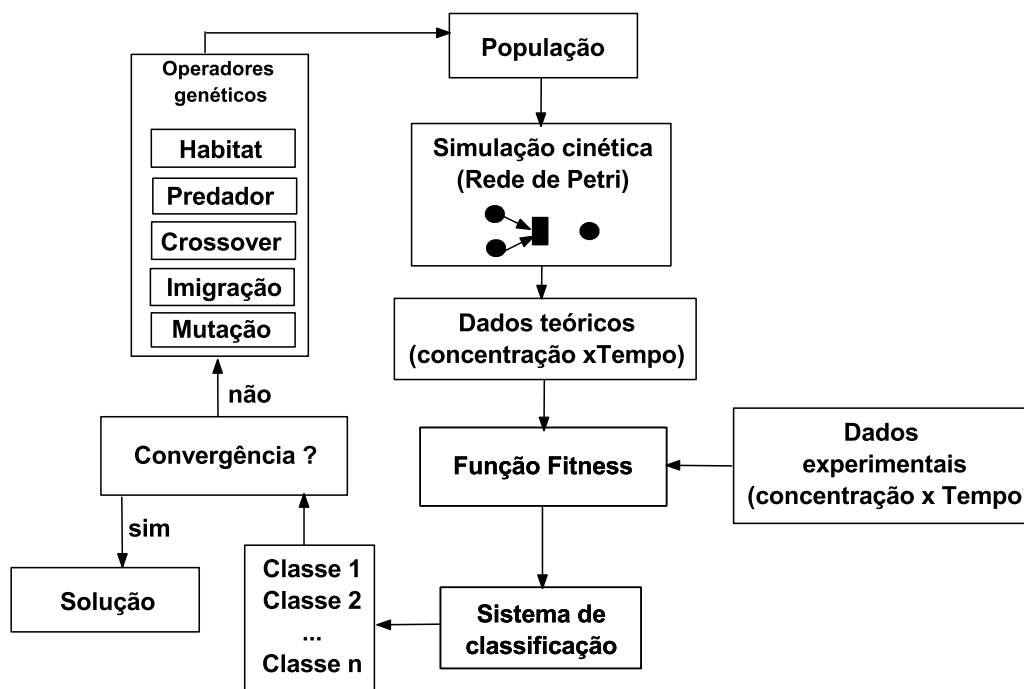 População
Operadores
genéticos
Habitat
Predador
Crossover
Imigração
Mutação
Simulação cinética
(Rede de Petri)
Dados teóricos
(concentração xTempo)
não
Convergência ?
sim
Solução
Função Fitness
Dados
experimentais
(concentração x Tempo
Sistema de
classificação
Classe 1
Classe 2
...
Classe n